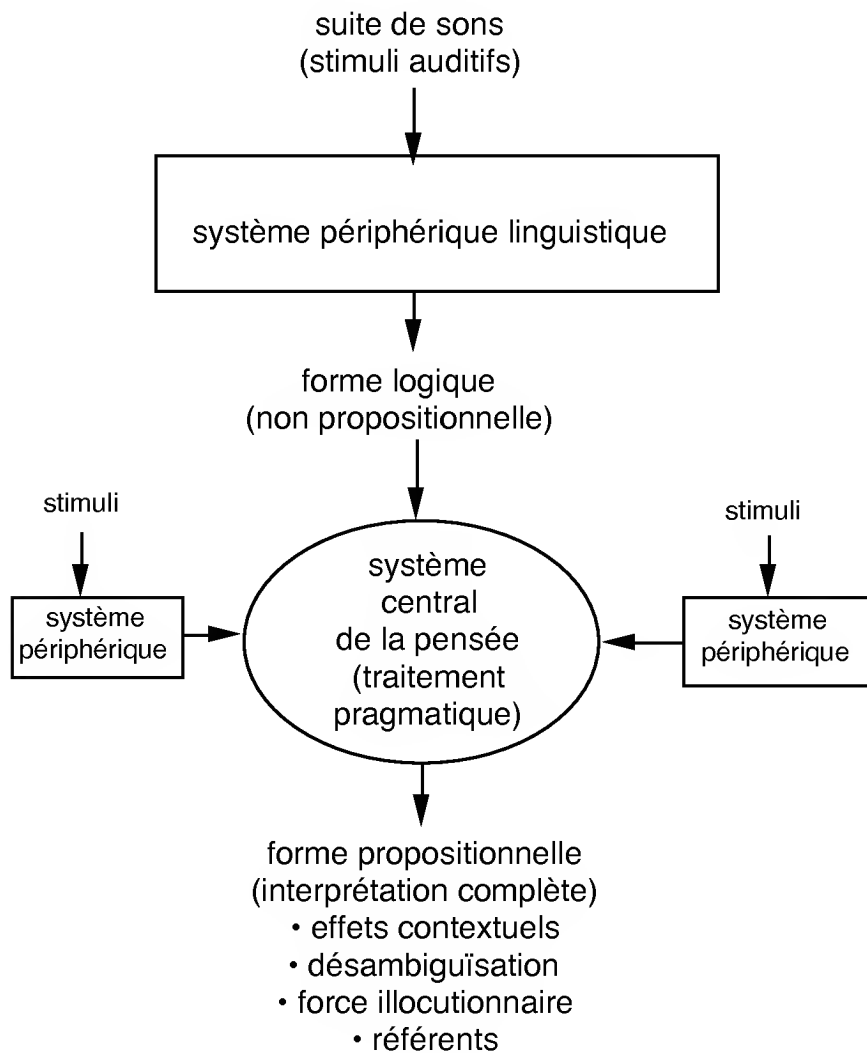 suite de sons
(stimuli auditifs)
système périphérique linguistique
forme logique
(non propositionnelle)
stimuli
système
périphérique
système
central
de la pensée
(traitement
pragmatique)
stimuli
système
périphérique
forme propositionnelle
(interprétation complète)
• effets contextuels
• désambiguïsation
• force illocutionnaire
• référents